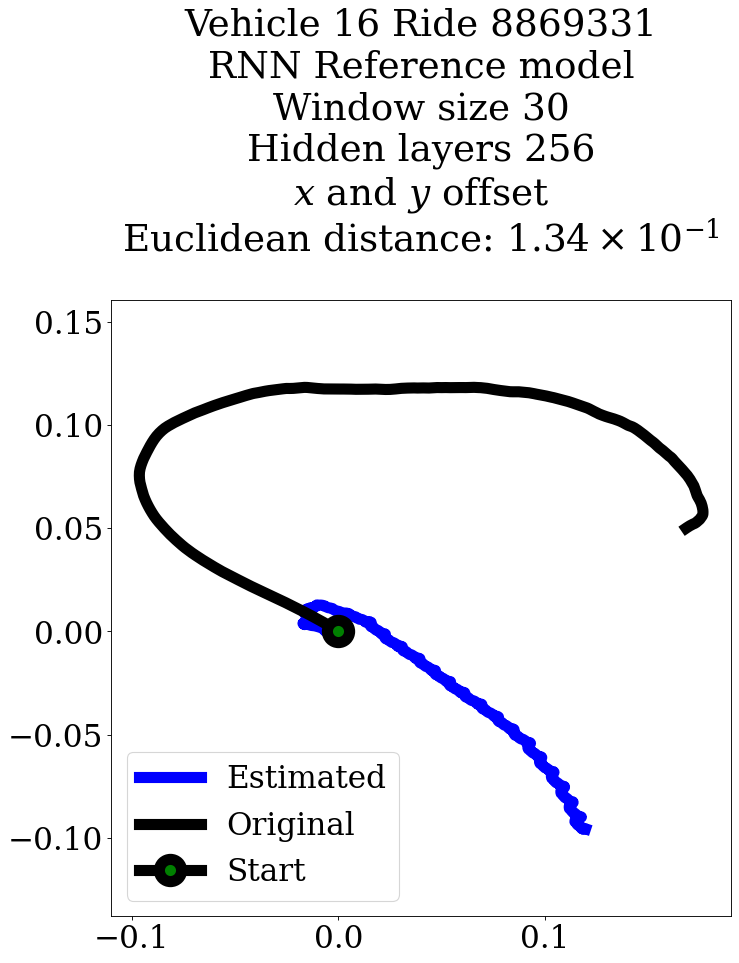 Vehicle 16 Ride 8869331
RNN Reference model
Window size 30
Hidden layers 256
x and y offset
Euclidean distance: 1.34 × 10⁻¹
0.15
0.10
0.05
0.00
−0.05
−0.10
Estimated
Original
Start
−0.1
0.0
0.1